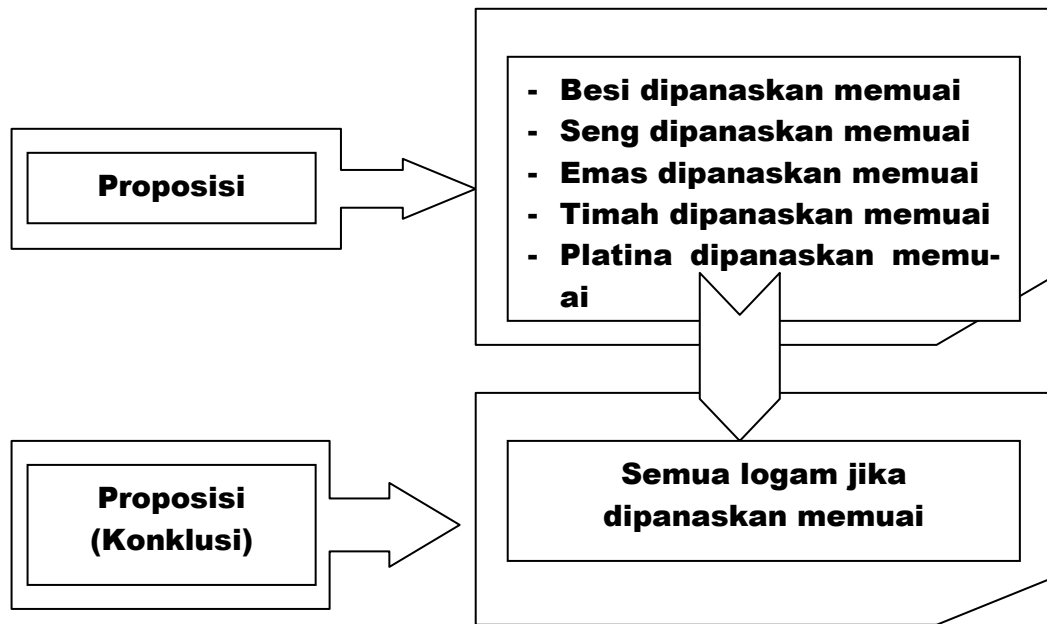 Proposisi
- Besi dipanaskan memuai
- Seng dipanaskan memuai
- Emas dipanaskan memuai
- Timah dipanaskan memuai
- Platina dipanaskan memu-
ai
Proposisi
(Konklusi)
Semua logam jika
dipanaskan memuai